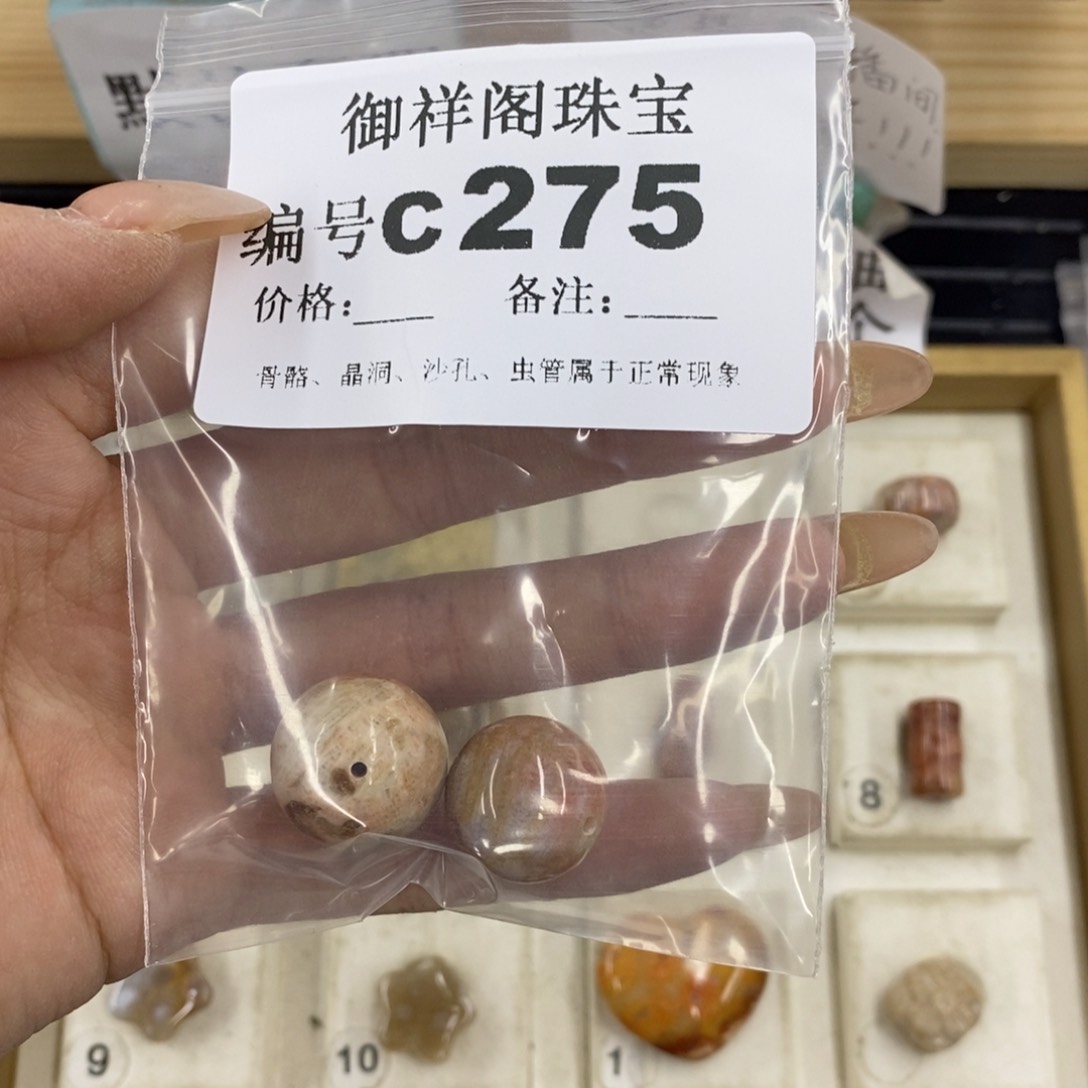 御祥阁珠宝
编号C275
价格:____ 备注:____
骨骼、晶洞、沙孔、虫管属于正常现象
8
9
10
1